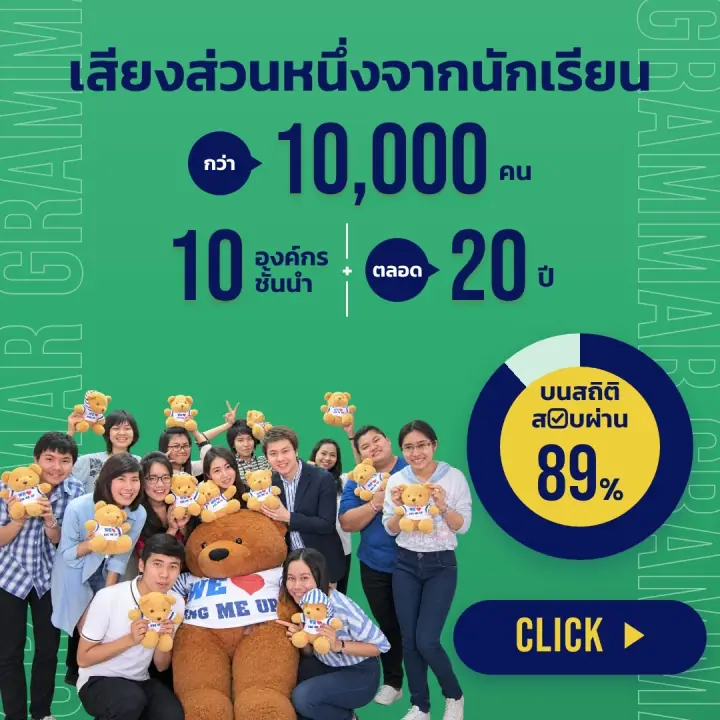 เสียงส่วนหนึ่งจากนักเรียน
กว่า 10,000 คน
10 องค์กร
ชั้นนำ
ตลอด 20 ปี
บนสถิติ
สอบผ่าน
89%
WE ❤
ENG ME UP
CLICK
GRAMMAR GRAMM
GRAMMAR GRAMM